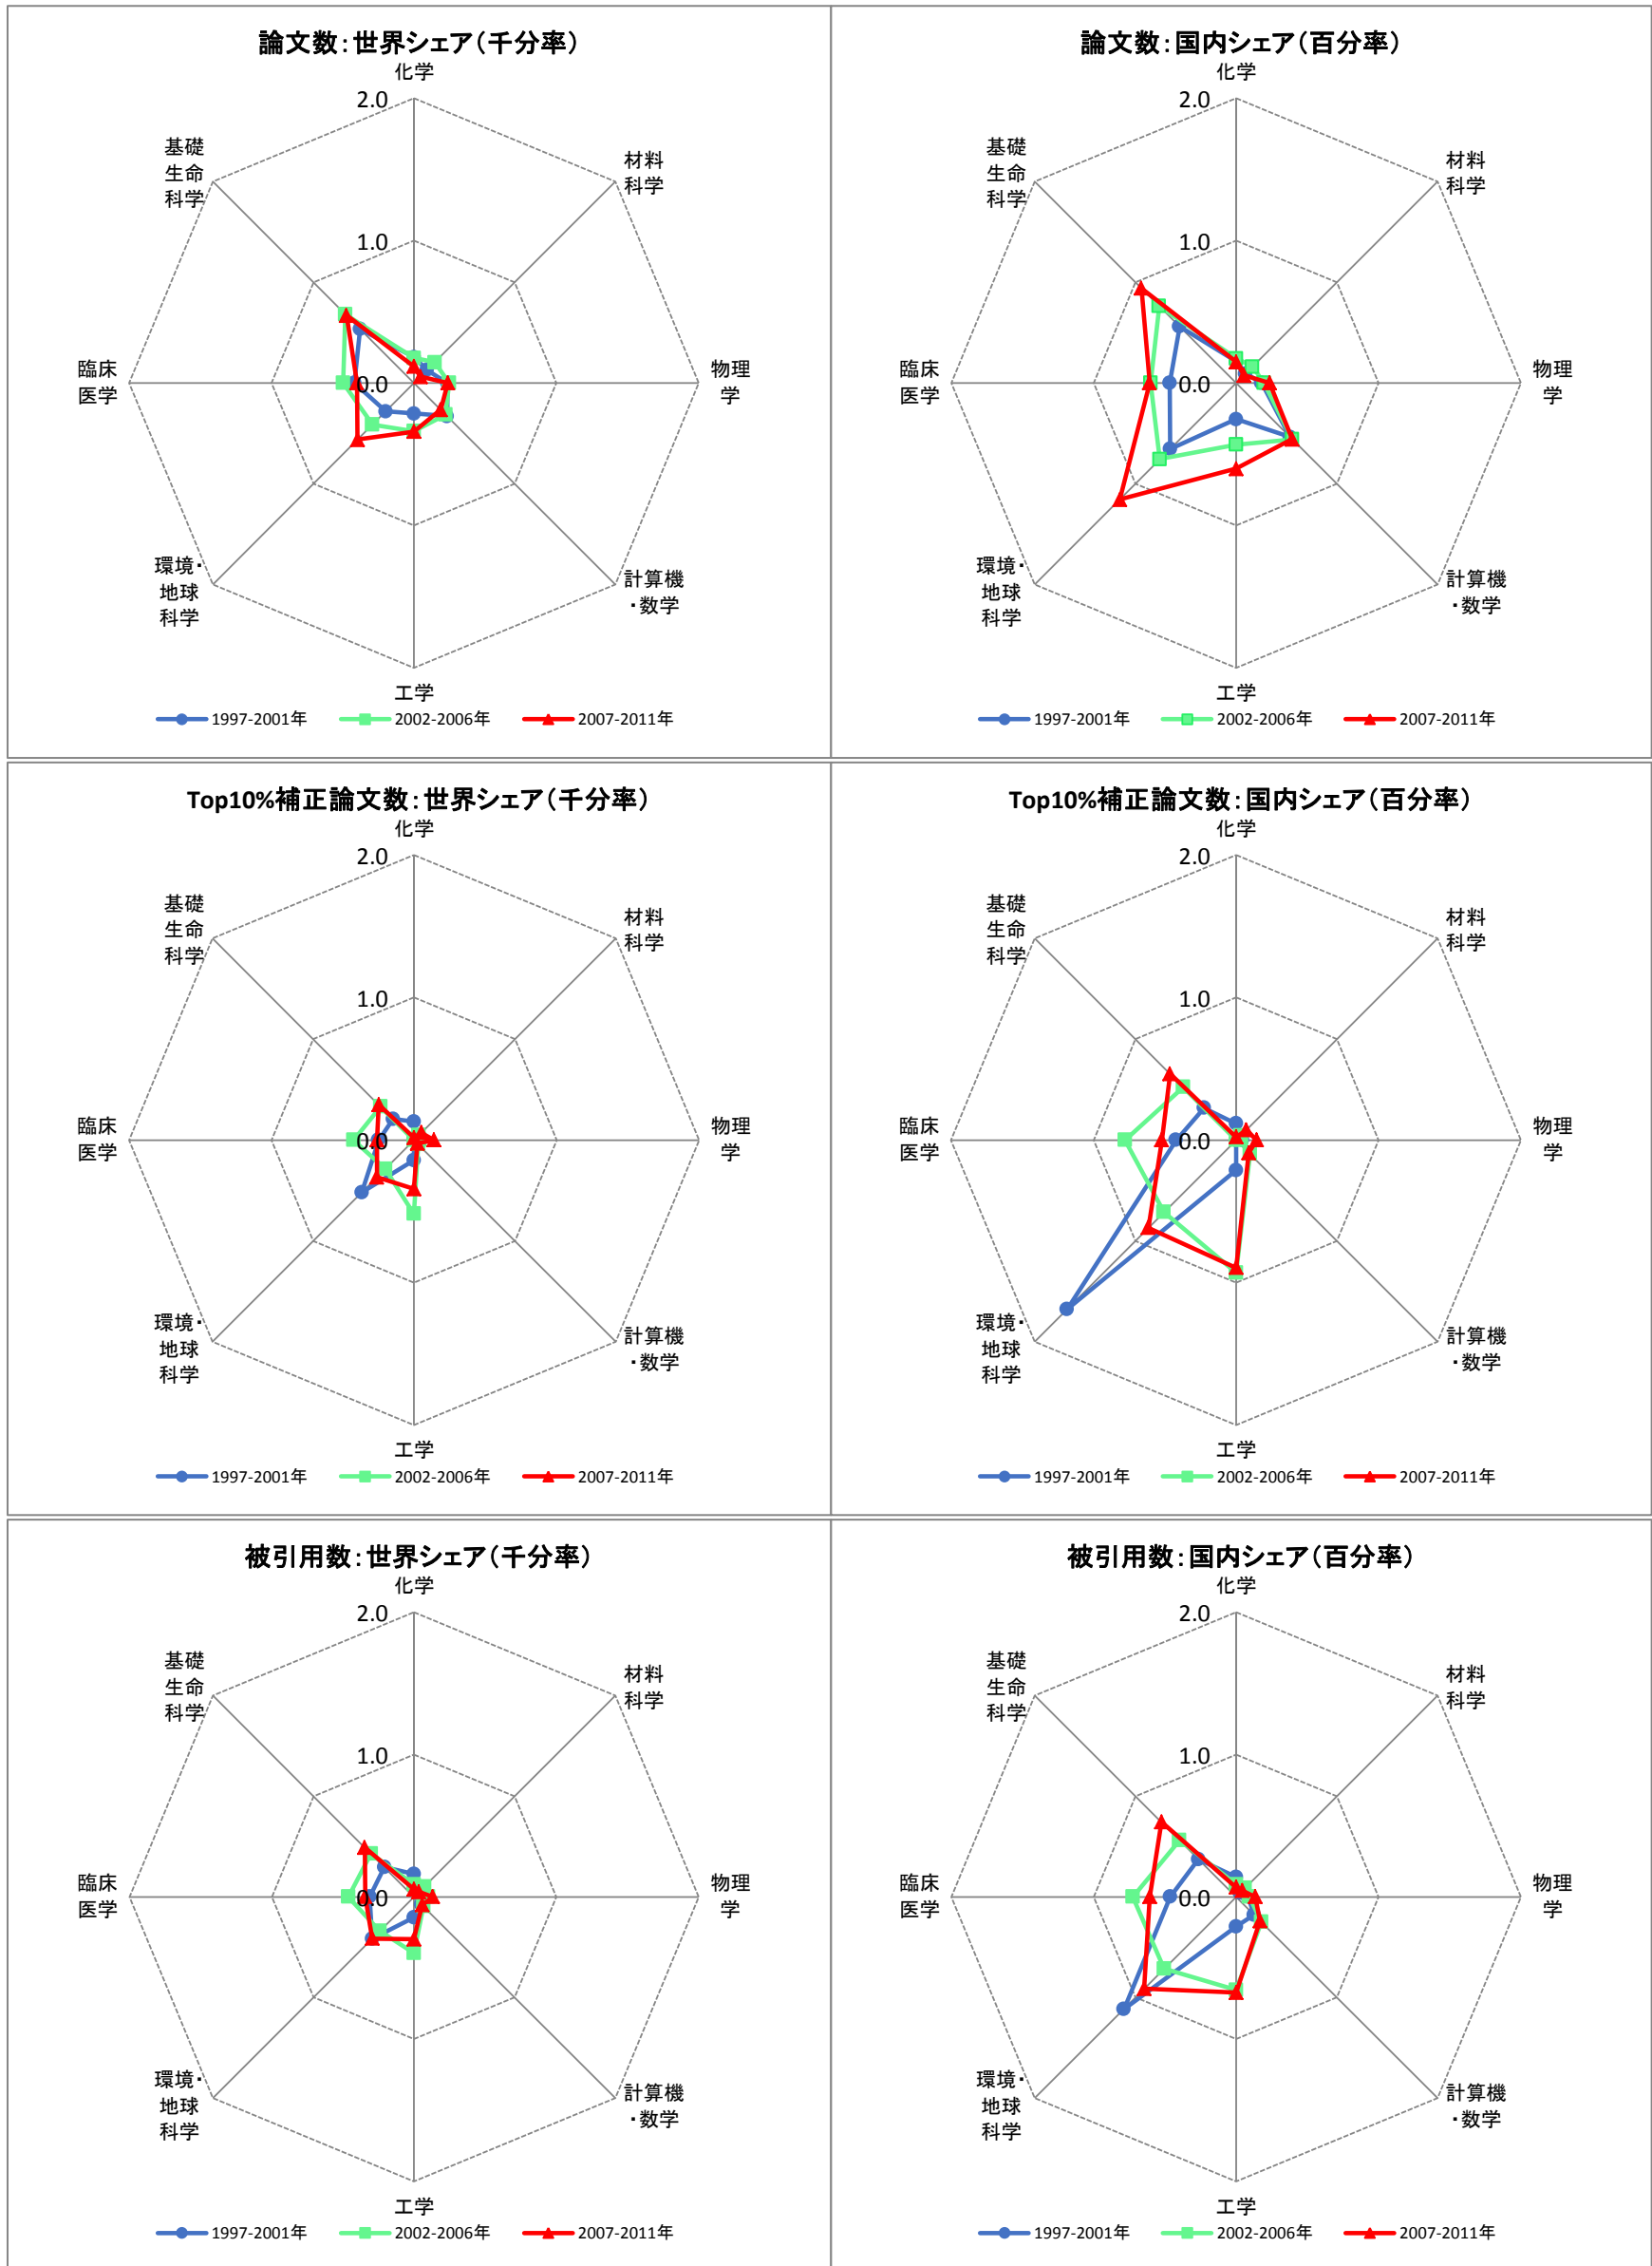 論文数：世界シェア（千分率）
化学
2.0
1.0
0.0
基礎
生命
科学
材料
科学
臨床
医学
物理
学
環境・
地球
科学
計算機
・数学
工学
1997-2001年 2002-2006年 2007-2011年
論文数：国内シェア（百分率）
化学
2.0
1.0
0.0
基礎
生命
科学
材料
科学
臨床
医学
物理
学
環境・
地球
科学
計算機
・数学
工学
1997-2001年 2002-2006年 2007-2011年
Top10%補正論文数：世界シェア（千分率）
化学
2.0
1.0
0.0
基礎
生命
科学
材料
科学
臨床
医学
物理
学
環境・
地球
科学
計算機
・数学
工学
1997-2001年 2002-2006年 2007-2011年
Top10%補正論文数：国内シェア（百分率）
化学
2.0
1.0
0.0
基礎
生命
科学
材料
科学
臨床
医学
物理
学
環境・
地球
科学
計算機
・数学
工学
1997-2001年 2002-2006年 2007-2011年
被引用数：世界シェア（千分率）
化学
2.0
1.0
0.0
基礎
生命
科学
材料
科学
臨床
医学
物理
学
環境・
地球
科学
計算機
・数学
工学
1997-2001年 2002-2006年 2007-2011年
被引用数：国内シェア（百分率）
化学
2.0
1.0
0.0
基礎
生命
科学
材料
科学
臨床
医学
物理
学
環境・
地球
科学
計算機
・数学
工学
1997-2001年 2002-2006年 2007-2011年